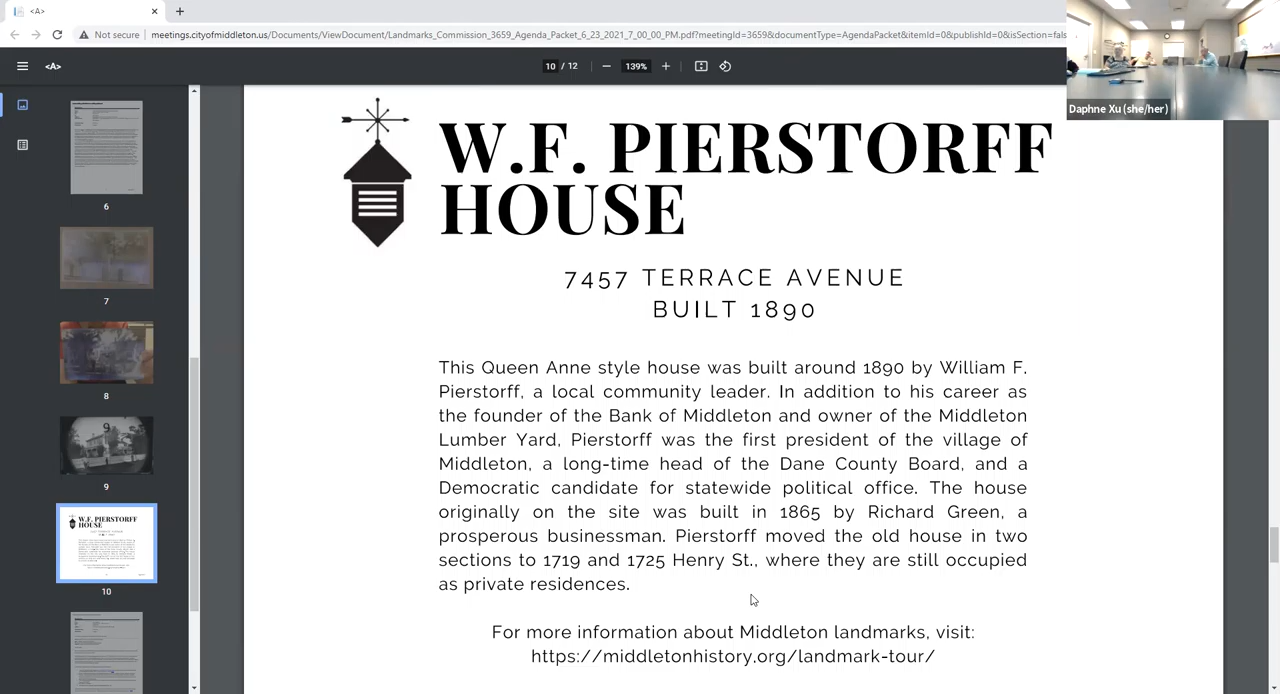 <A>
Not secure
meetings.cityofmiddleton.us/Documents/ViewDocument/Landmarks_Commission_3659_Agenda_Packet_6_23_2021_7_00_00_PM.pdf?meetingId=3659&documentType=AgendaPacket&itemId=0&publishId=0&isSection=fals
<A>
10 / 12
139%
Daphne Xu (she/her)
6
7
8
9
W.F. PIERSTORFF
HOUSE
10
W.F. PIERSTORFF
HOUSE
7457 TERRACE AVENUE
BUILT 1890
This Queen Anne style house was built around 1890 by William F.
Pierstorff, a local community leader. In addition to his career as
the founder of the Bank of Middleton and owner of the Middleton
Lumber Yard, Pierstorff was the first president of the village of
Middleton, a long-time head of the Dane County Board, and a
Democratic candidate for statewide political office. The house
originally on the site was built in 1865 by Richard Green, a
prosperous businessman. Pierstorff moved the old house in two
sections to and 1725 Henry St., where they are still occupied
as private residences.
For more information Middleton landmarks, visit: